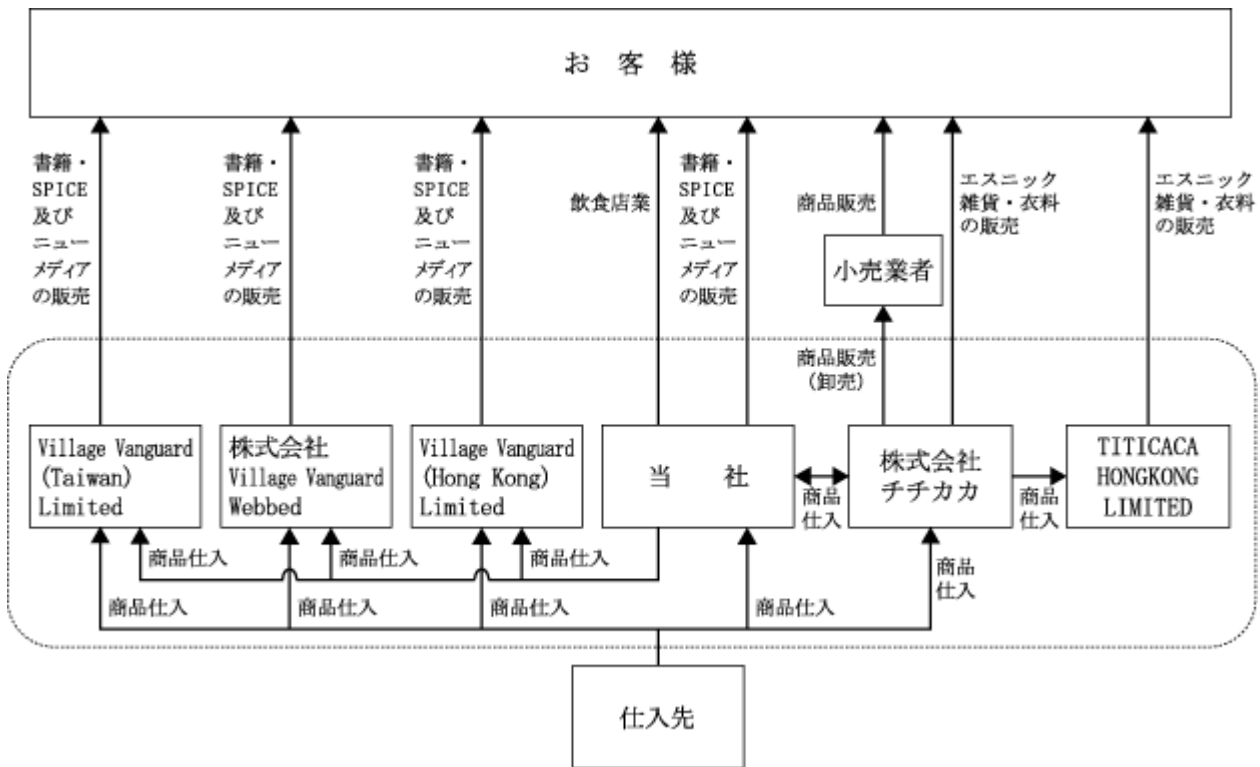 お客様
書籍・
SPICE
及び
ニュー
メディア
の販売
書籍・
SPICE
及び
ニュー
メディア
の販売
書籍・
SPICE
及び
ニュー
メディア
の販売
飲食店業
書籍・
SPICE
及び
ニュー
メディア
の販売
商品販売
エスニック
雑貨・衣料
の販売
エスニック
雑貨・衣料
の販売
小売業者
商品販売
(卸売)
Village Vanguard
(Taiwan)
Limited
株式会社
Village Vanguard
Webbed
Village Vanguard
(Hong Kong)
Limited
当社
商品
仕入
株式会社
チチカカ
商品
仕入
TITICACA
HONGKONG
LIMITED
商品仕入
商品仕入
商品仕入
商品
仕入
商品仕入
商品仕入
商品仕入
商品仕入
仕入先